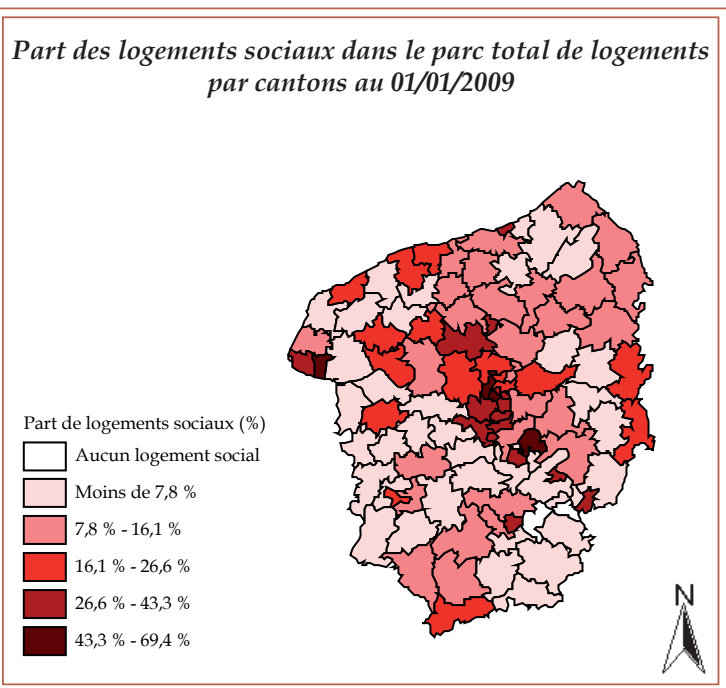 Part des logements sociaux dans le parc total de logements
par cantons au 01/01/2009
Part de logements sociaux (%)
Aucun logement social
Moins de 7,8 %
7,8 % - 16,1 %
16,1 % - 26,6 %
26,6 % - 43,3 %
43,3 % - 69,4 %
N